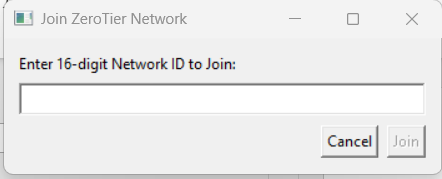 Join ZeroTier Network
Enter 16-digit Network ID to Join:
Cancel Join